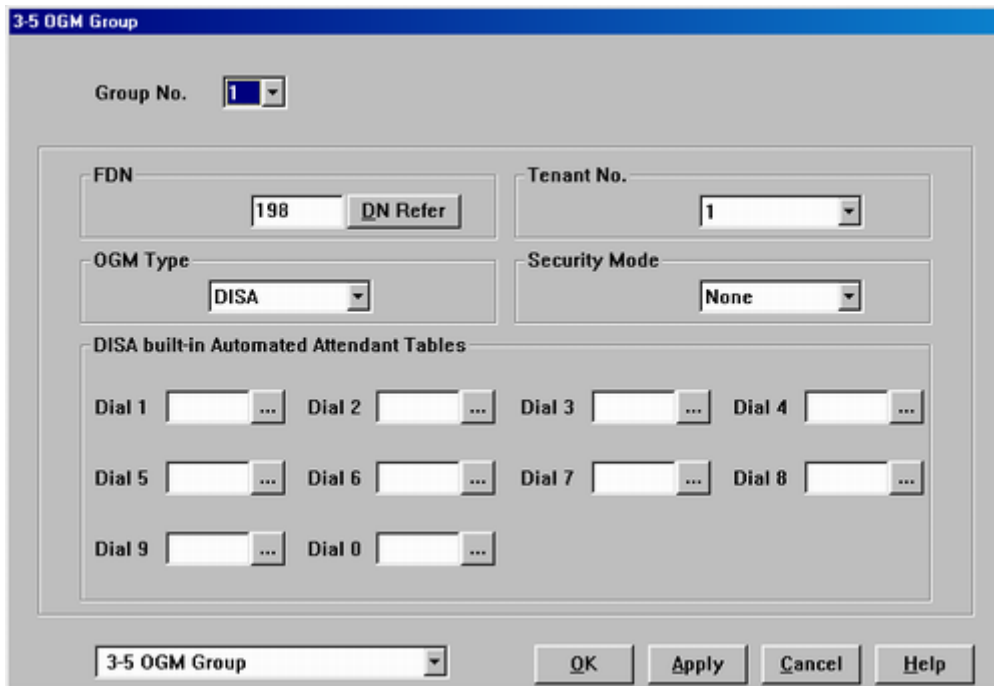 3-5 OGM Group
Group No. 1
FDN
198 DN Refer
Tenant No.
1
OGM Type
DISA
Security Mode
None
DISA built-in Automated Attendant Tables
Dial 1 ... Dial 2 ... Dial 3 ... Dial 4 ...
Dial 5 ... Dial 6 ... Dial 7 ... Dial 8 ...
Dial 9 ... Dial 0 ...
3-5 OGM Group OK Apply Cancel Help